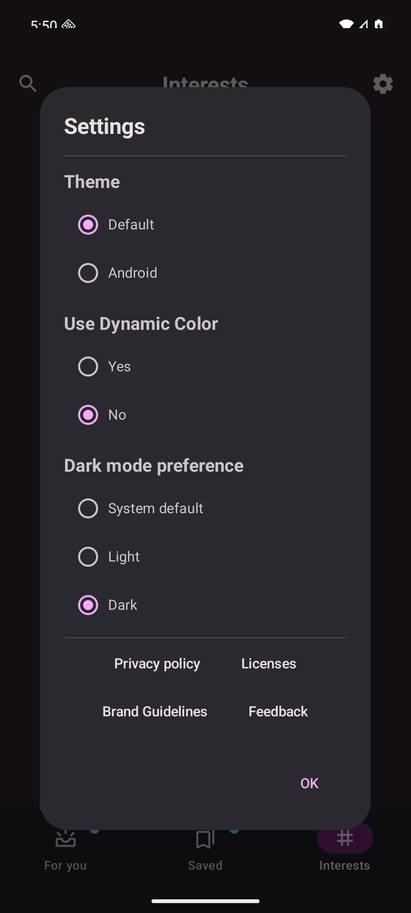 5:50
Interests
Settings
Theme
Default
Android
Use Dynamic Color
Yes
No
Dark mode preference
System default
Light
Dark
Privacy policy Licenses
Brand Guidelines Feedback
OK
For you Saved Interests